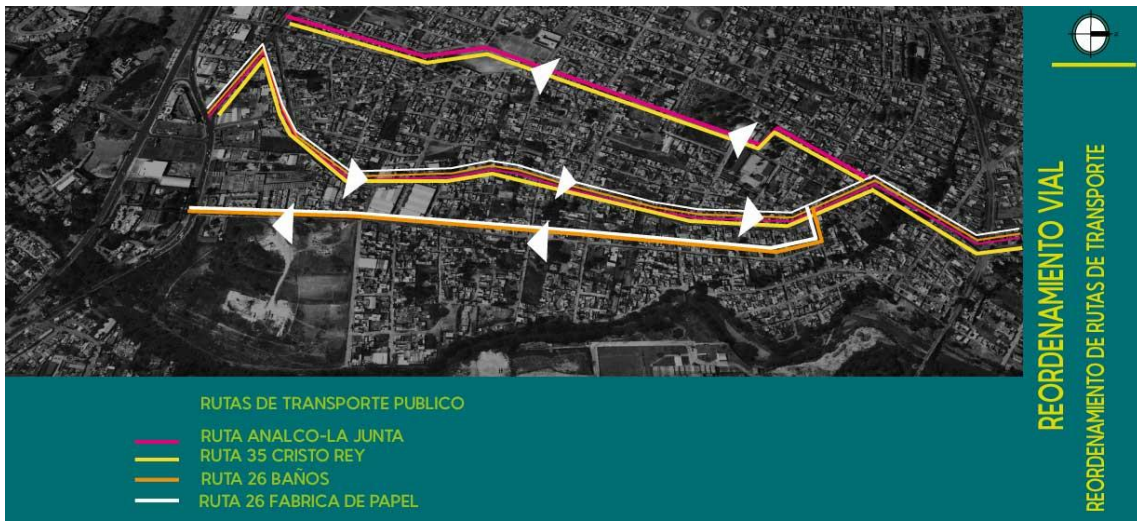 RUTAS DE TRANSPORTE PUBLICO
RUTA ANALCO-LA JUNTA
RUTA 35 CRISTO REY
RUTA 26 BAÑOS
RUTA 26 FABRICA DE PAPEL
REORDENAMIENTO VIAL
REORDENAMIENTO DE RUTAS DE TRANSPORTE